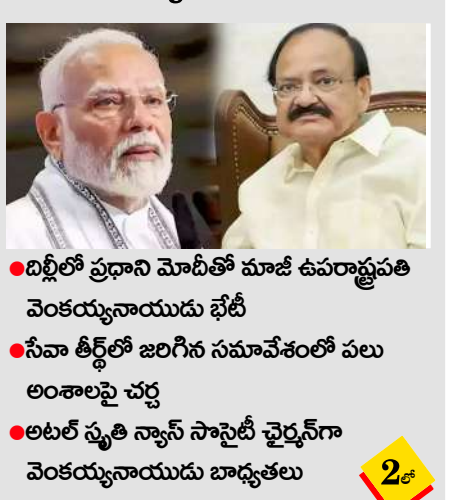 ●దిల్లీలో ప్రధాని మోదీతో మాజీ ఉపరాష్ట్రపతి
వెంకయ్యనాయుడు భేటీ
●సేవా తీర్థ్‌లో జరిగిన సమావేశంలో పలు
అంశాలపై చర్చ
●అటల్ స్మృతి న్యాస్ సొసైటీ ఛైర్మన్‌గా
వెంకయ్యనాయుడు బాధ్యతలు
2లో